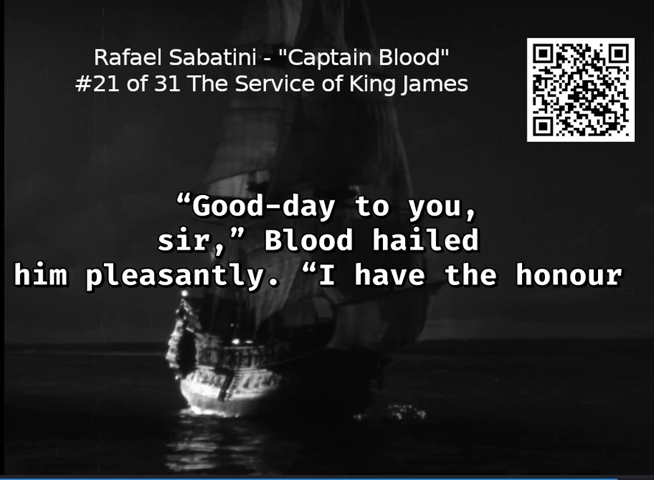 Rafael Sabatini - "Captain Blood"
#21 of 31 The Service of King James
“Good-day to you,
sir,” Blood hailed
him pleasantly. “I have the honour